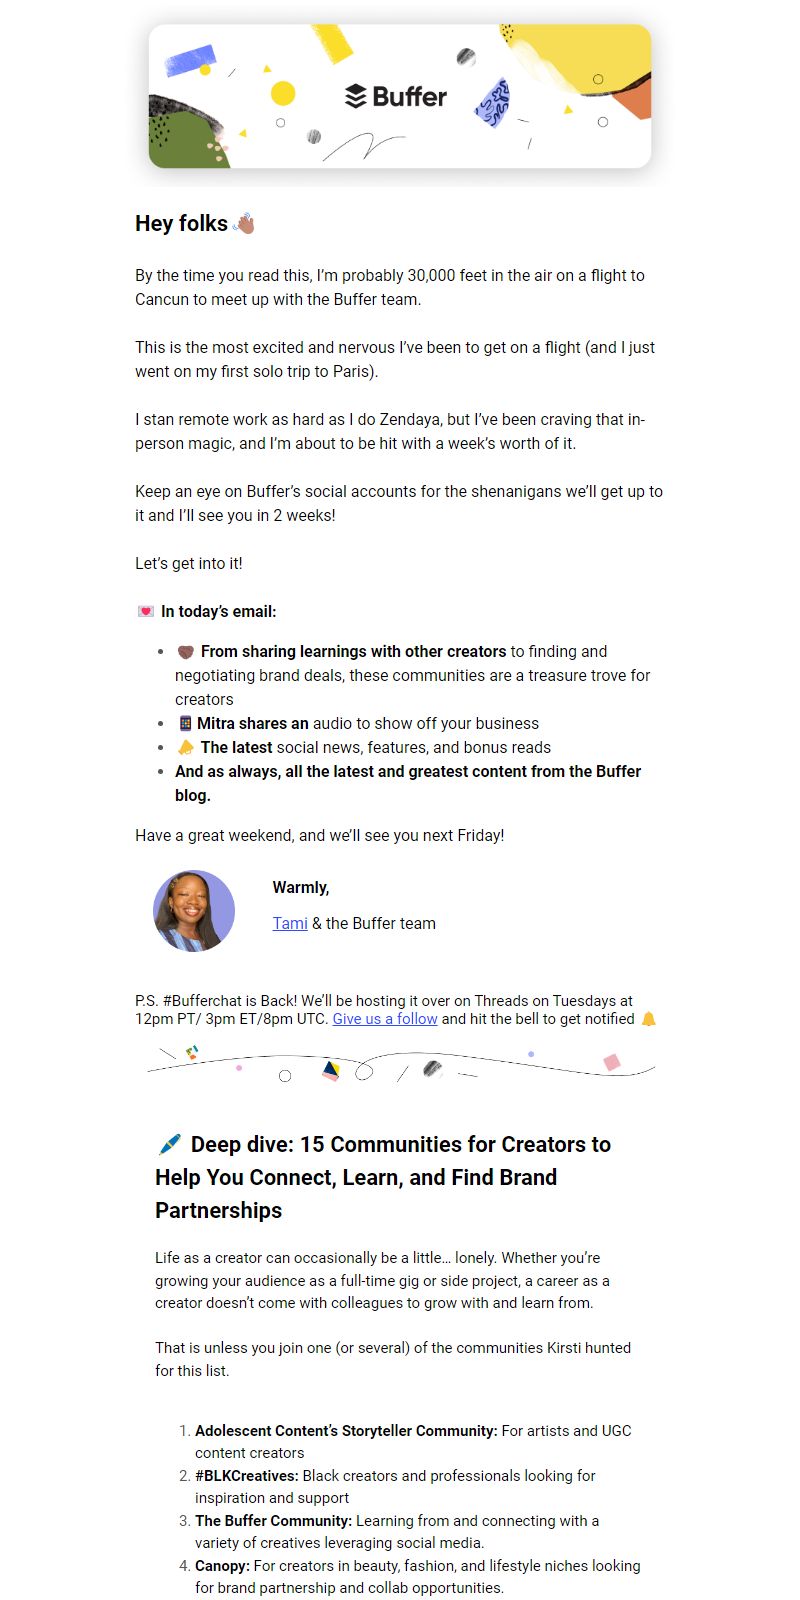 Buffer
Hey folks 👋🏽
By the time you read this, I’m probably 30,000 feet in the air on a flight to
Cancun to meet up with the Buffer team.
This is the most excited and nervous I’ve been to get on a flight (and I just
went on my first solo trip to Paris).
I stan remote work as hard as I do Zendaya, but I’ve been craving that in-
person magic, and I’m about to be hit with a week’s worth of it.
Keep an eye on Buffer’s social accounts for the shenanigans we’ll get up to
it and I’ll see you in 2 weeks!
Let’s get into it!
💌 In today’s email:
• 🤝🏿 From sharing learnings with other creators to finding and
negotiating brand deals, these communities are a treasure trove for
creators
• 📱 Mitra shares an audio to show off your business
• 📣 The latest social news, features, and bonus reads
• And as always, all the latest and greatest content from the Buffer
blog.
Have a great weekend, and we’ll see you next Friday!
Warmly,
Tami & the Buffer team
P.S. #Bufferchat is Back! We’ll be hosting it over on Threads on Tuesdays at
12pm PT/ 3pm ET/8pm UTC. Give us a follow and hit the bell to get notified 🔔
🖊️ Deep dive: 15 Communities for Creators to
Help You Connect, Learn, and Find Brand
Partnerships
Life as a creator can occasionally be a little… lonely. Whether you’re
growing your audience as a full-time gig or side project, a career as a
creator doesn’t come with colleagues to grow with and learn from.
That is unless you join one (or several) of the communities Kirsti hunted
for this list.
1. Adolescent Content’s Storyteller Community: For artists and UGC
content creators
2. #BLKCreatives: Black creators and professionals looking for
inspiration and support
3. The Buffer Community: Learning from and connecting with a
variety of creatives leveraging social media.
4. Canopy: For creators in beauty, fashion, and lifestyle niches looking
for brand partnership and collab opportunities.